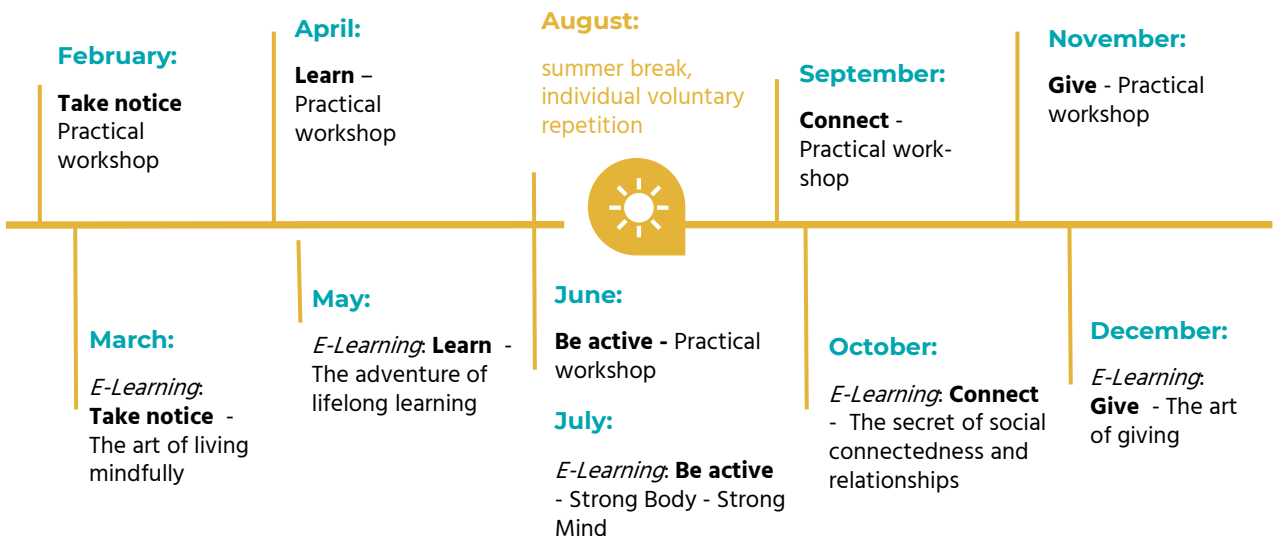 February:
Take notice
Practical
workshop
March:
E-Learning:
Take notice -
The art of living
mindfully
April:
Learn –
Practical
workshop
May:
E-Learning: Learn -
The adventure of
lifelong learning
June:
Be active - Practical
workshop
July:
E-Learning: Be active
- Strong Body - Strong
Mind
August:
summer break,
individual voluntary
repetition
September:
Connect -
Practical work-
shop
October:
E-Learning: Connect
- The secret of social
connectedness and
relationships
November:
Give - Practical
workshop
December:
E-Learning:
Give - The art
of giving